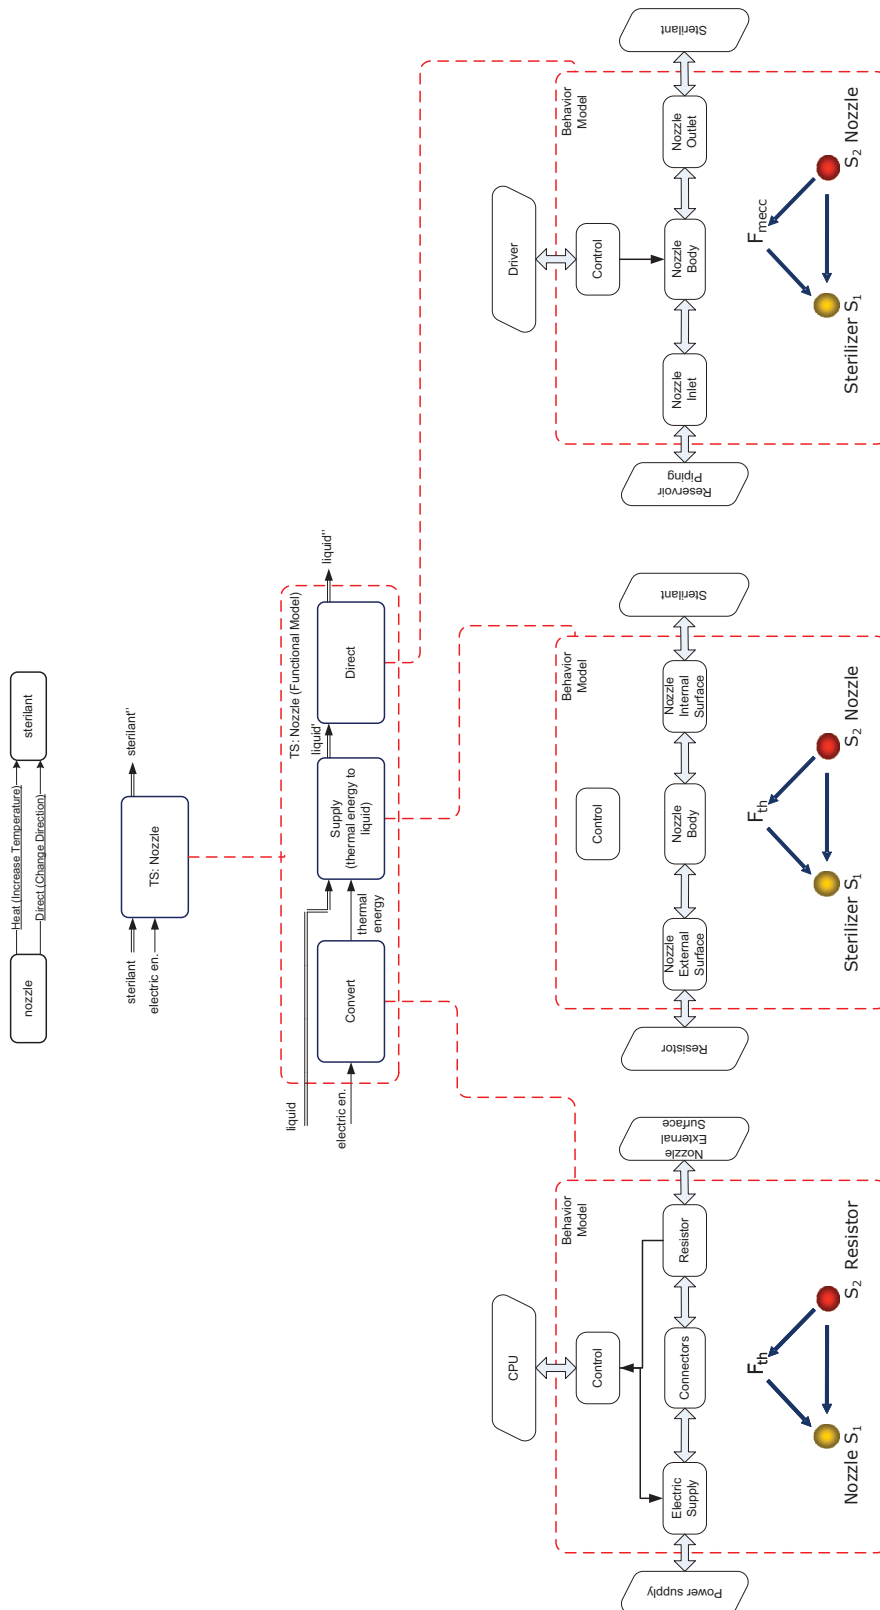 nozzle
Heat (Increase Temperature)
Direct (Change Direction)
sterilant
sterilant
electric en.
TS: Nozzle
sterilant''
TS: Nozzle (Functional Model)
liquid
electric en.
Convert
thermal
energy
Supply
(thermal energy to
liquid)
liquid'
Direct
liquid''
Behavior
Model
CPU
Control
Power supply
Electric
Supply
Connectors
Resistor
Nozzle
External
Surface
F_th
Nozzle S₁
S₂ Resistor
Behavior
Model
Control
Resistor
Nozzle
External
Surface
Nozzle
Body
Nozzle
Internal
Surface
Sterilant
F_th
Sterilizer S₁
S₂ Nozzle
Behavior
Model
Driver
Control
Reservoir
Piping
Nozzle
Inlet
Nozzle
Body
Nozzle
Outlet
Sterilant
F_mecc
Sterilizer S₁
S₂ Nozzle